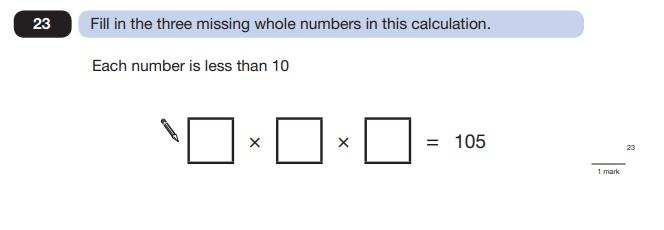 23 Fill in the three missing whole numbers in this calculation.
Each number is less than 10
× × = 105
23
1 mark